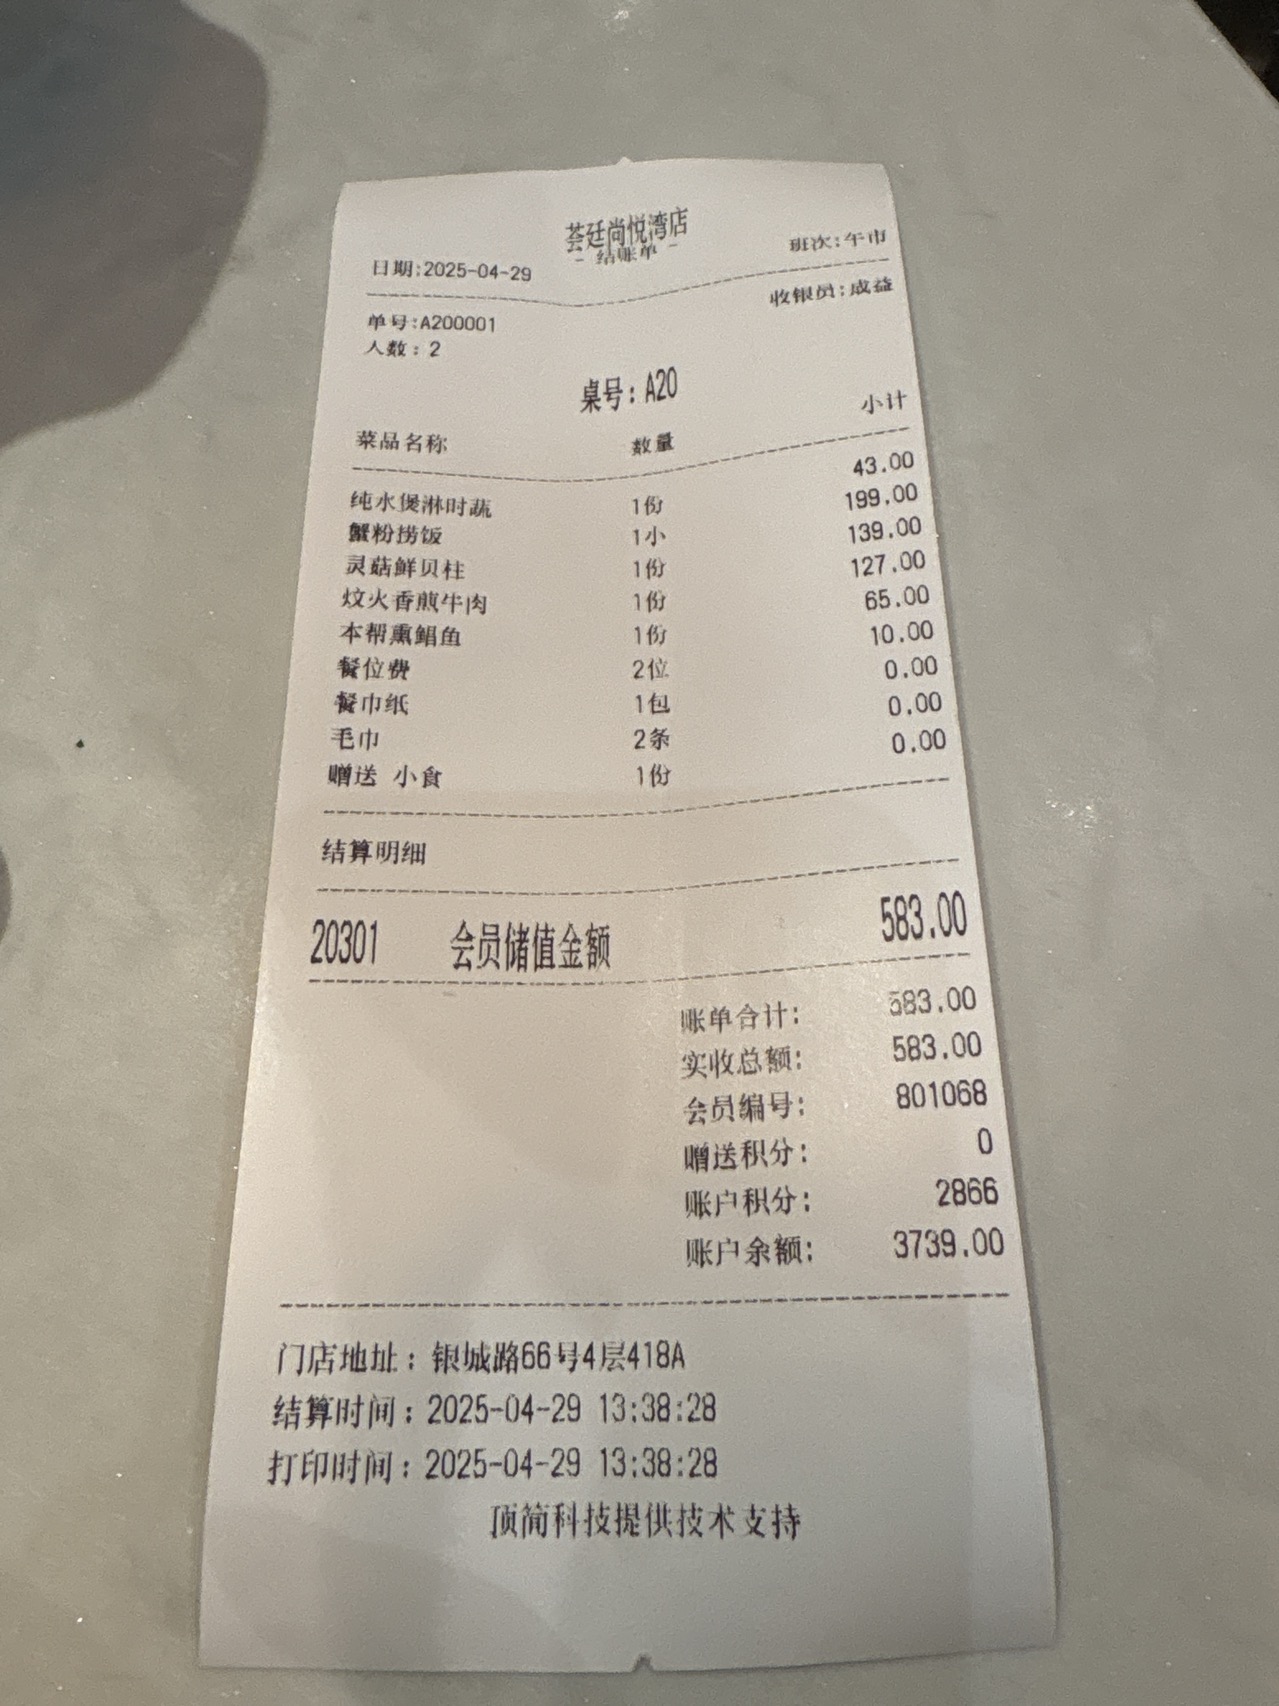 荟廷尚悦湾店
- 结账单 -
日期:2025-04-29 班次:午市
单号:A200001 收银员:成益
人数: 2
桌号: A20
菜品名称 数量 小计
纯水煲淋时蔬 1份 43.00
蟹粉捞饭 1小 199.00
灵菇鲜贝柱 1份 139.00
炆火香煎牛肉 1份 127.00
本帮熏鲳鱼 1份 65.00
餐位费 2位 10.00
餐巾纸 1包 0.00
毛巾 2条 0.00
赠送 小食 1份 0.00
结算明细
20301 会员储值金额 583.00
账单合计: 583.00
实收总额: 583.00
会员编号: 801068
赠送积分: 0
账户积分: 2866
账户余额: 3739.00
门店地址: 银城路66号4层418A
结算时间: 2025-04-29 13:38:28
打印时间: 2025-04-29 13:38:28
顶简科技提供技术支持